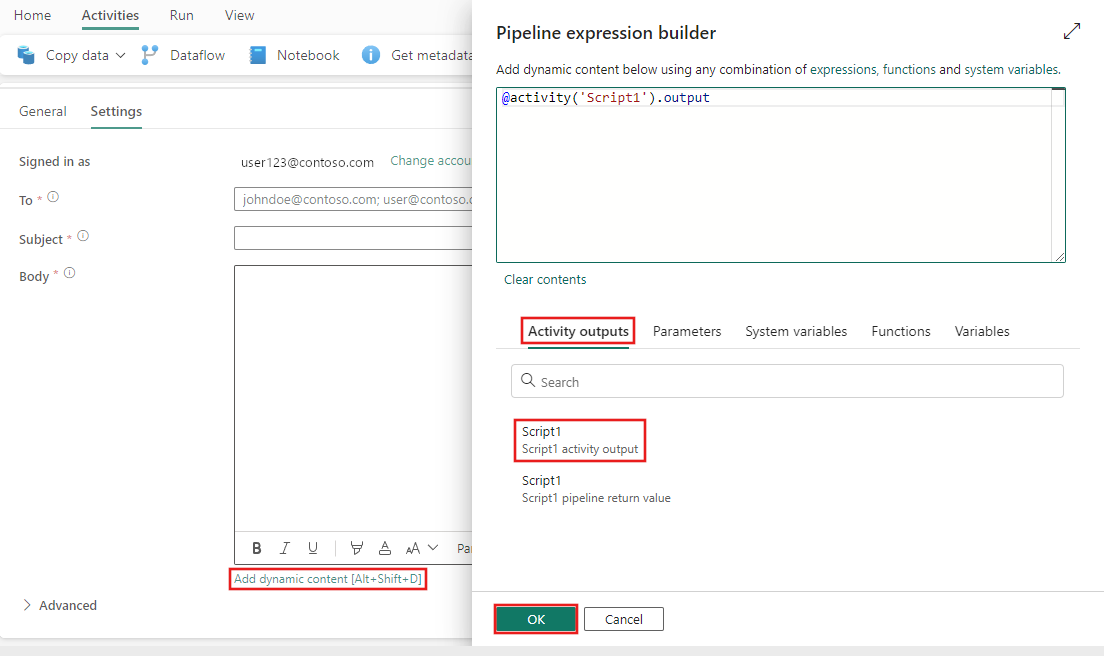 Home Activities Run View
Copy data Dataflow Notebook Get metadata
General Settings
Signed in as user123@contoso.com Change accou
To * johndoe@contoso.com; user@contoso.c
Subject *
Body *
B I U A AA Pa
Add dynamic content [Alt+Shift+D]
Advanced
Pipeline expression builder
Add dynamic content below using any combination of expressions, functions and system variables.
@activity('Script1').output
Clear contents
Activity outputs Parameters System variables Functions Variables
Search
Script1
Script1 activity output
Script1
Script1 pipeline return value
OK Cancel